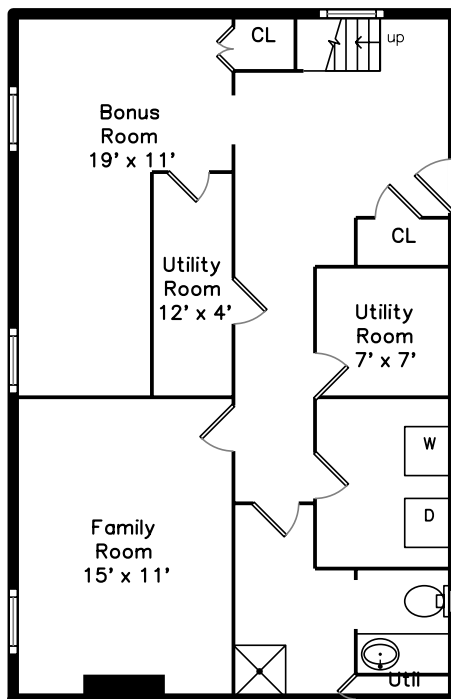 CL
up
Bonus
Room
19' x 11'
CL
Utility
Room
12' x 4'
Utility
Room
7' x 7'
W
D
Family
Room
15' x 11'
Util